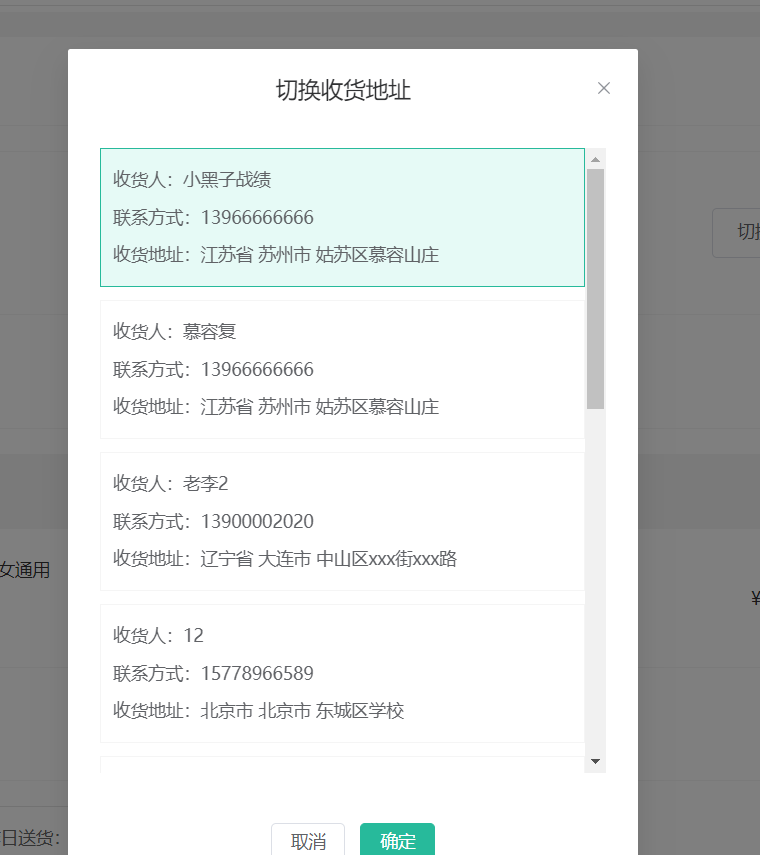 切换收货地址
收货人：小黑子战绩
联系方式：13966666666
收货地址：江苏省 苏州市 姑苏区慕容山庄
切
收货人：慕容复
联系方式：13966666666
收货地址：江苏省 苏州市 姑苏区慕容山庄
收货人：老李2
联系方式：13900002020
收货地址：辽宁省 大连市 中山区xxx街xxx路
女通用
¥
收货人：12
联系方式：15778966589
收货地址：北京市 北京市 东城区学校
日送货：
取消
确定